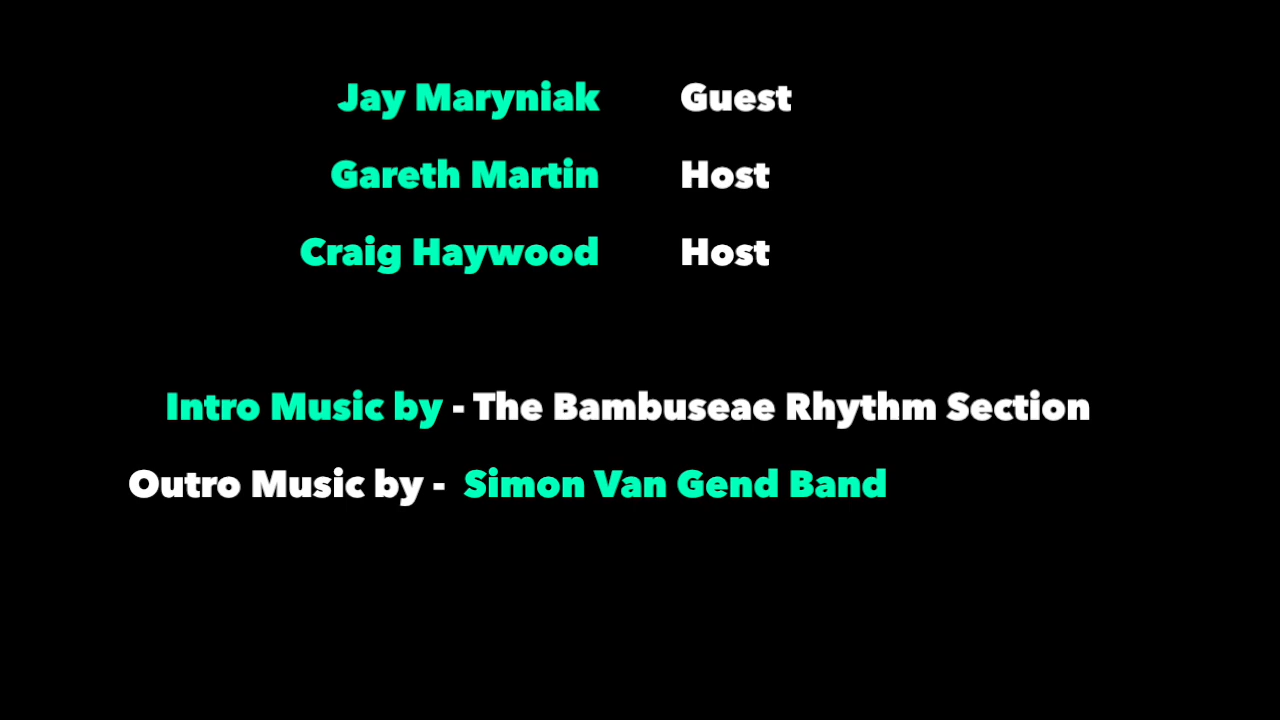 Jay Maryniak Guest
Gareth Martin Host
Craig Haywood Host
Intro Music by - The Bambuseae Rhythm Section
Outro Music by - Simon Van Gend Band